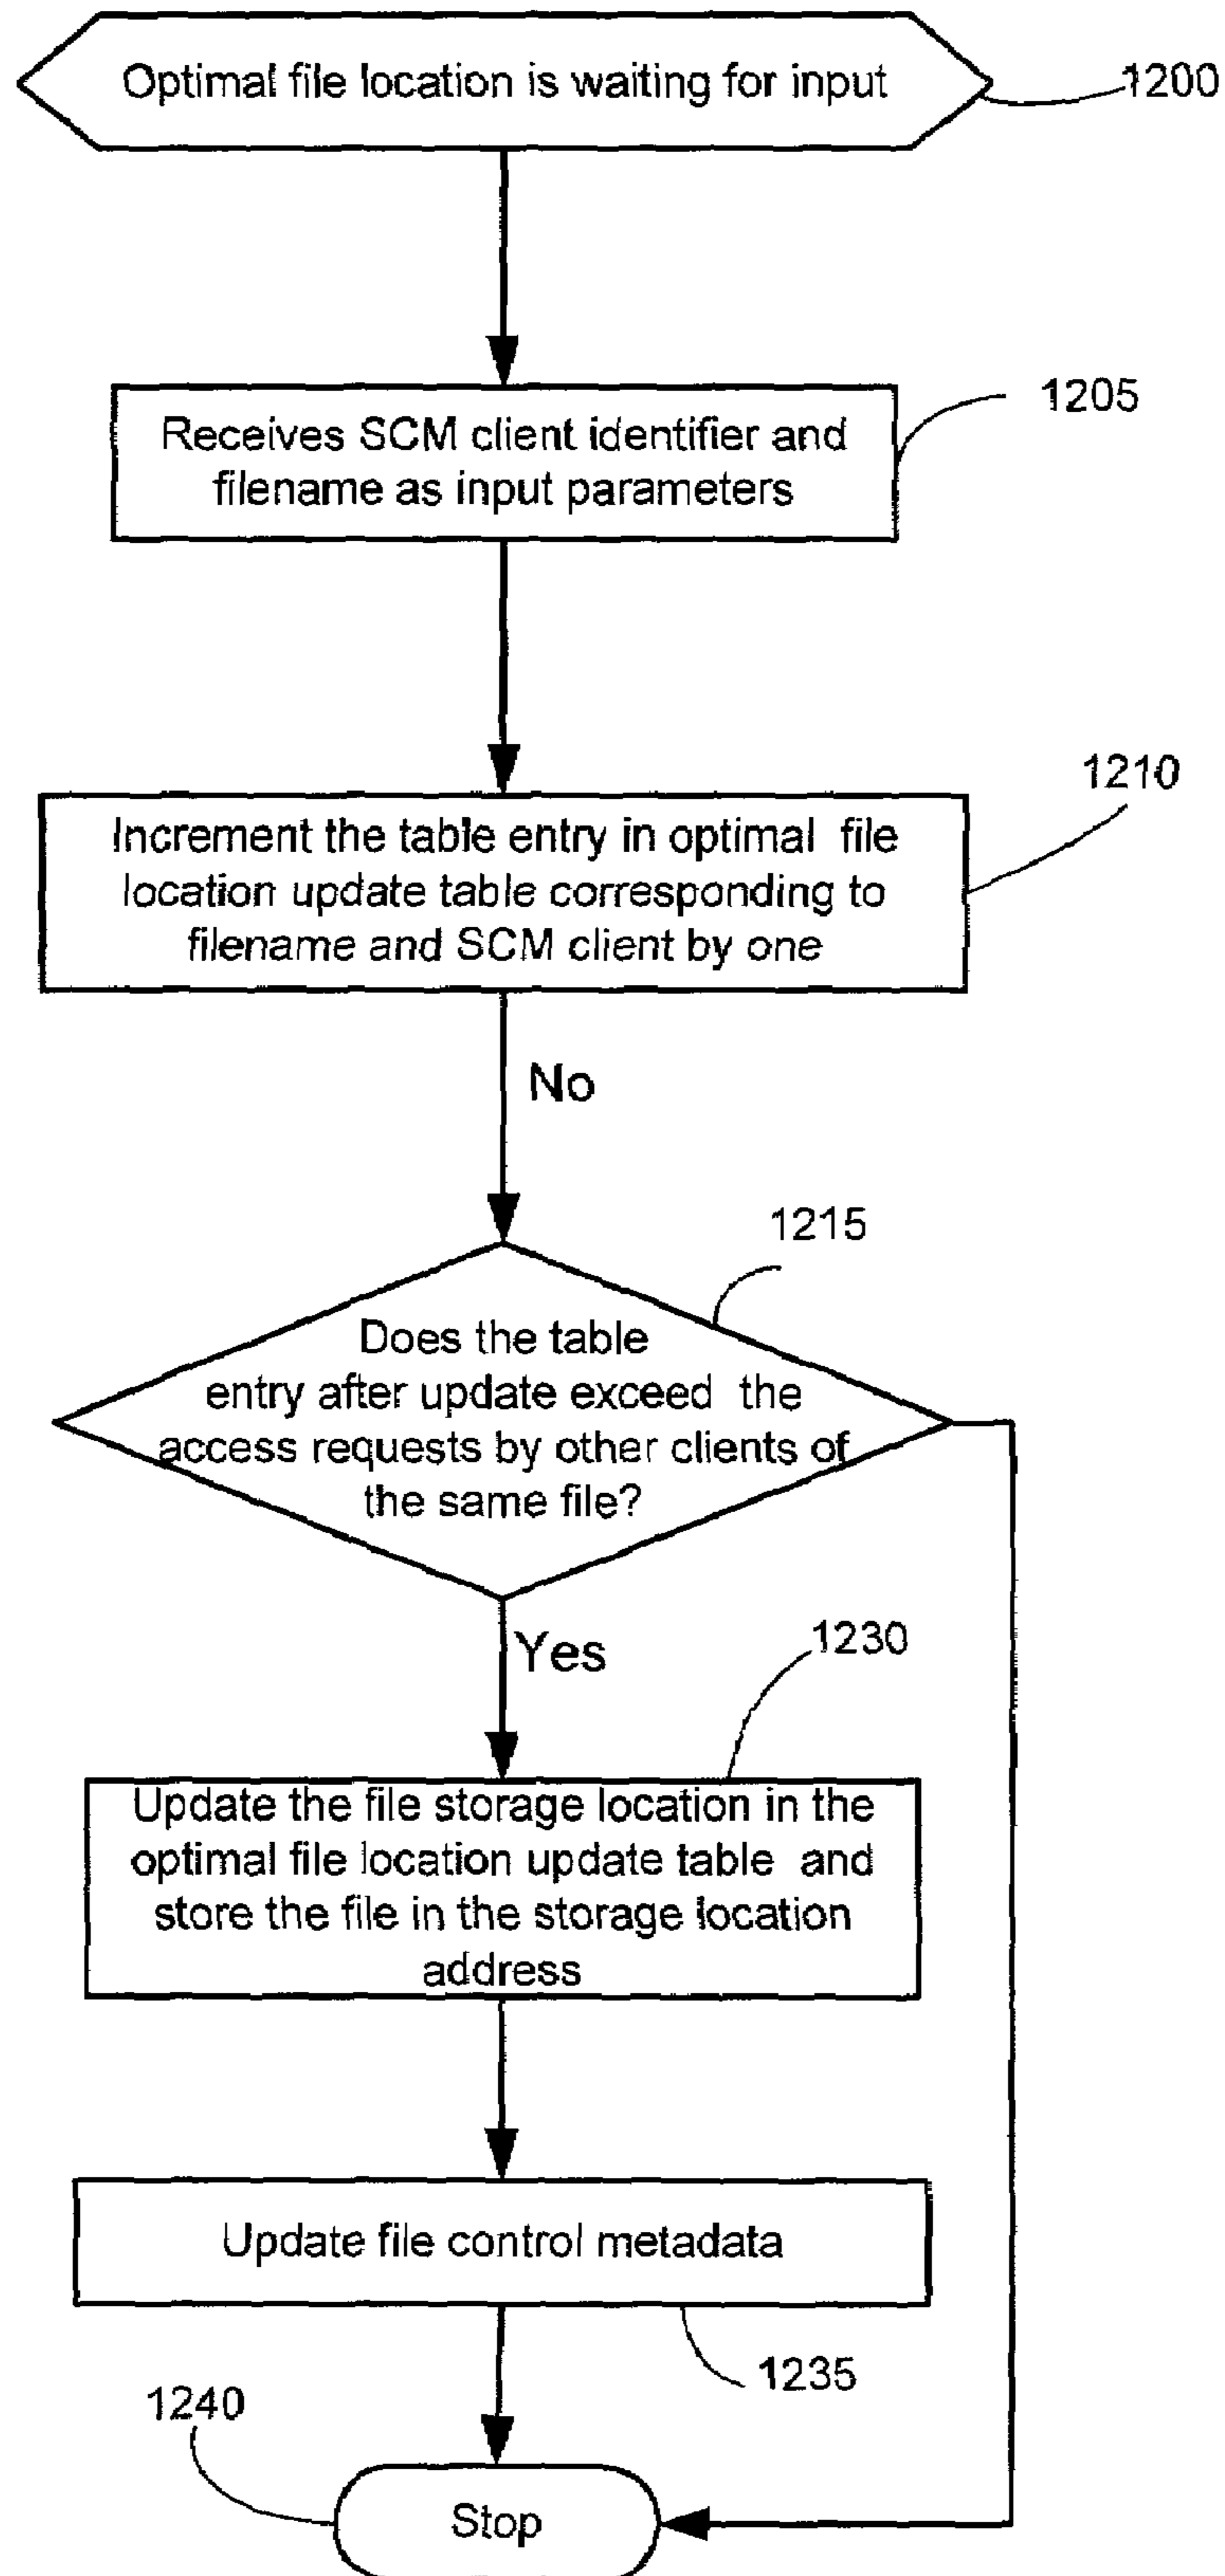 Optimal file location is waiting for input
1200
Receives SCM client identifier and
filename as input parameters
1205
Increment the table entry in optimal file
location update table corresponding to
filename and SCM client by one
1210
No
1215
Does the table
entry after update exceed the
access requests by other clients of
the same file?
Yes
1230
Update the file storage location in the
optimal file location update table and
store the file in the storage location
address
Update file control metadata
1235
1240
Stop